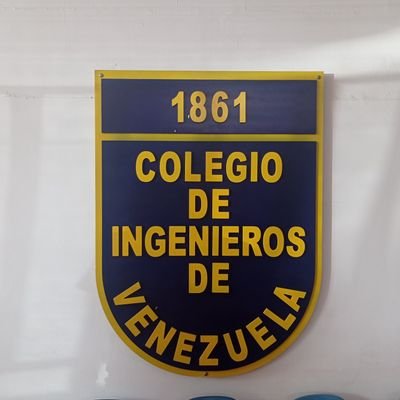 1861
COLEGIO
DE
INGENIEROS
DE
VENEZUELA